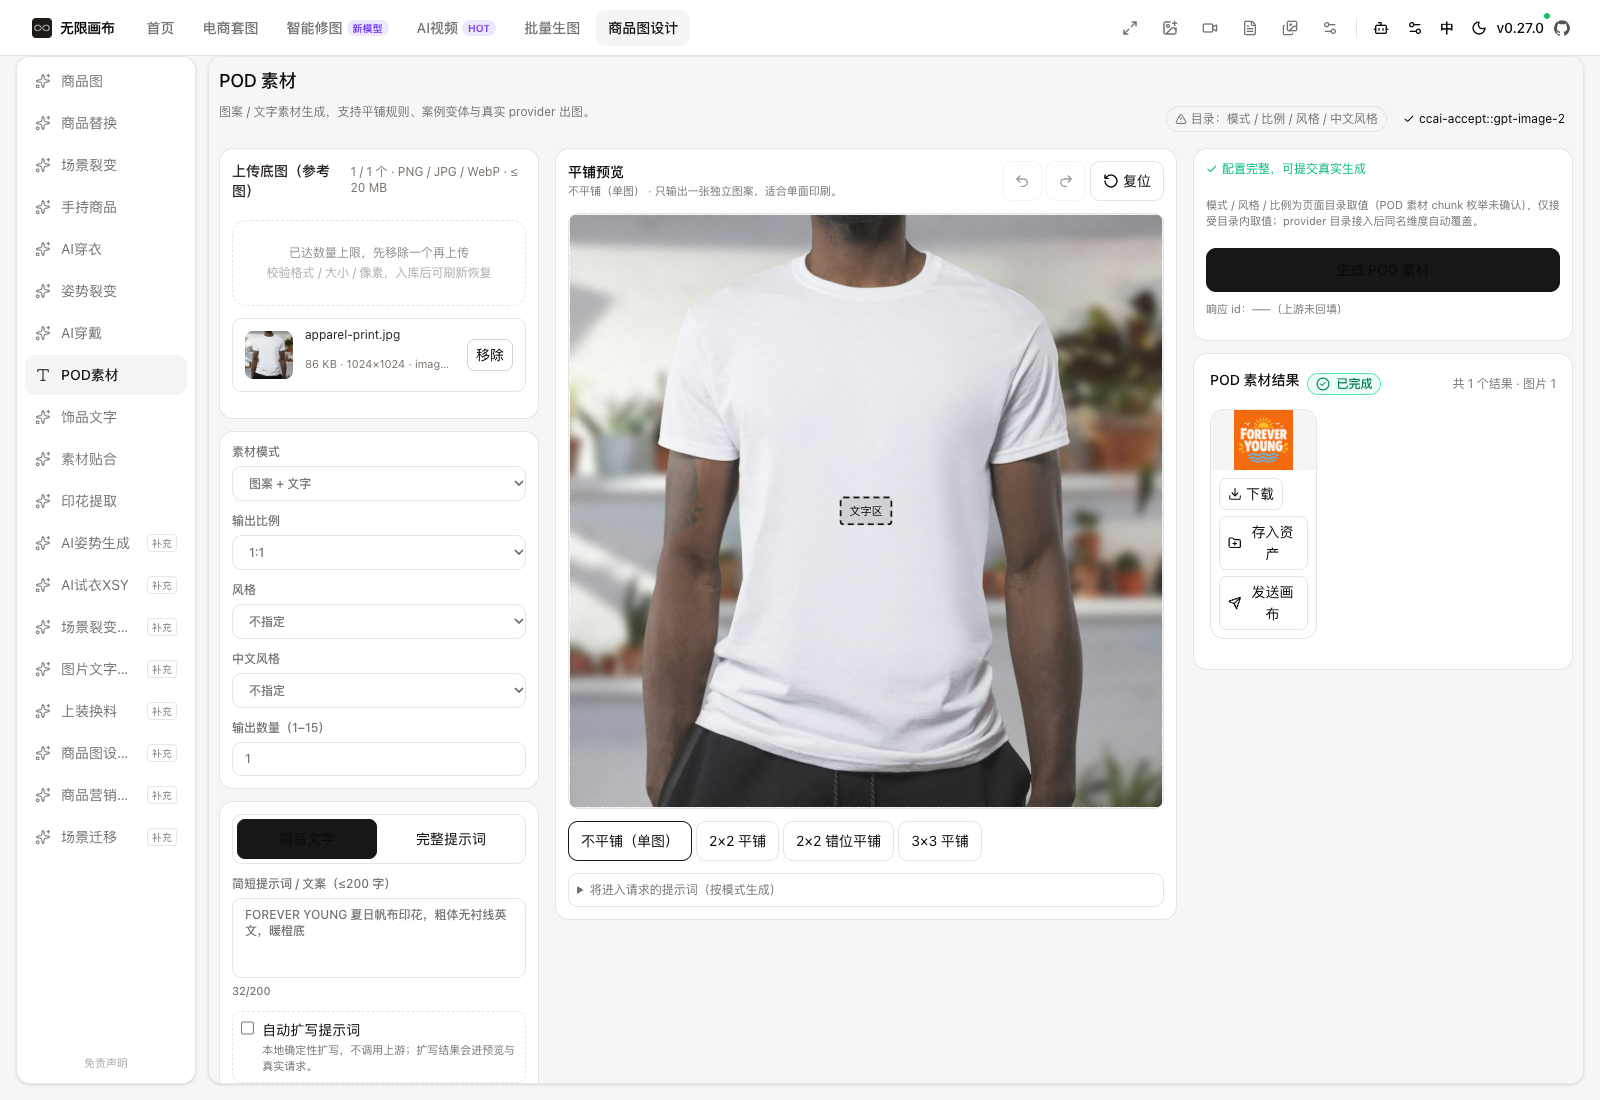 无限画布
首页
电商套图
智能修图 新模型
AI视频 HOT
批量生图
商品图设计
中
v0.27.0
商品图
商品替换
场景裂变
手持商品
AI穿衣
姿势裂变
AI穿戴
POD素材
饰品文字
素材贴合
印花提取
AI姿势生成 补充
AI试衣XSY 补充
场景裂变... 补充
图片文字... 补充
上装换料 补充
商品图设... 补充
商品营销... 补充
场景迁移 补充
免责声明
POD 素材
图案 / 文字素材生成，支持平铺规则、案例变体与真实 provider 出图。
目录：模式 / 比例 / 风格 / 中文风格
ccai-accept::gpt-image-2
上传底图（参考
图）
1 / 1 个 · PNG / JPG / WebP · ≤
20 MB
已达数量上限，先移除一个再上传
校验格式 / 大小 / 像素，入库后可刷新恢复
apparel-print.jpg
86 KB · 1024×1024 · imag...
移除
素材模式
图案 + 文字
输出比例
1:1
风格
不指定
中文风格
不指定
输出数量（1–15）
1
简易文字
完整提示词
简短提示词 / 文案（≤200 字）
FOREVER YOUNG 夏日帆布印花，粗体无衬线英
文，暖橙底
32/200
自动扩写提示词
本地确定性扩写，不调用上游；扩写结果会进预览与
真实请求。
平铺预览
不平铺（单图） · 只输出一张独立图案，适合单面印刷。
复位
文字区
不平铺（单图）
2×2 平铺
2×2 错位平铺
3×3 平铺
将进入请求的提示词（按模式生成）
配置完整，可提交真实生成
模式 / 风格 / 比例为页面目录取值（POD 素材 chunk 枚举未确认），仅接
受目录内取值；provider 目录接入后同名维度自动覆盖。
生成 POD 素材
响应 id：——（上游未回填）
POD 素材结果
已完成
共 1 个结果 · 图片 1
FOREVER
YOUNG
下载
存入资
产
发送画
布